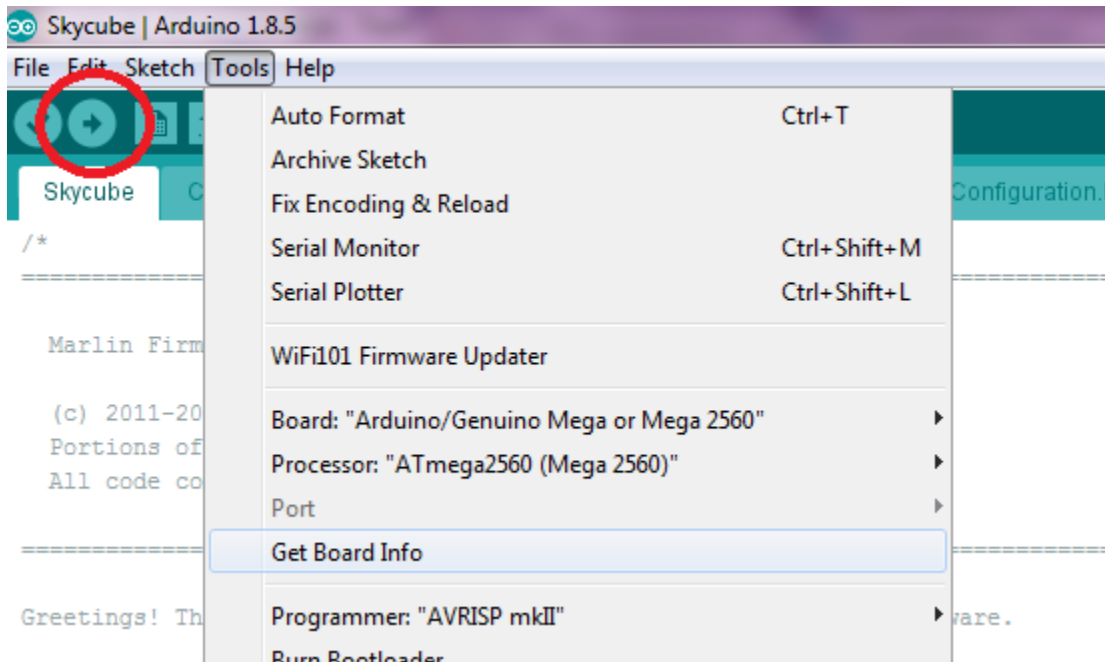 Skycube | Arduino 1.8.5
File Edit Sketch Tools Help
Auto Format Ctrl+T
Archive Sketch
Skycube C Configuration.
Fix Encoding & Reload
/*
Serial Monitor Ctrl+Shift+M
Serial Plotter Ctrl+Shift+L
Marlin Firm
WiFi101 Firmware Updater
(c) 2011-20
Board: "Arduino/Genuino Mega or Mega 2560"
Portions of
Processor: "ATmega2560 (Mega 2560)"
All code co
Port
Get Board Info
Greetings! Th
Programmer: "AVRISP mkII"
ware.
Burn Bootloader